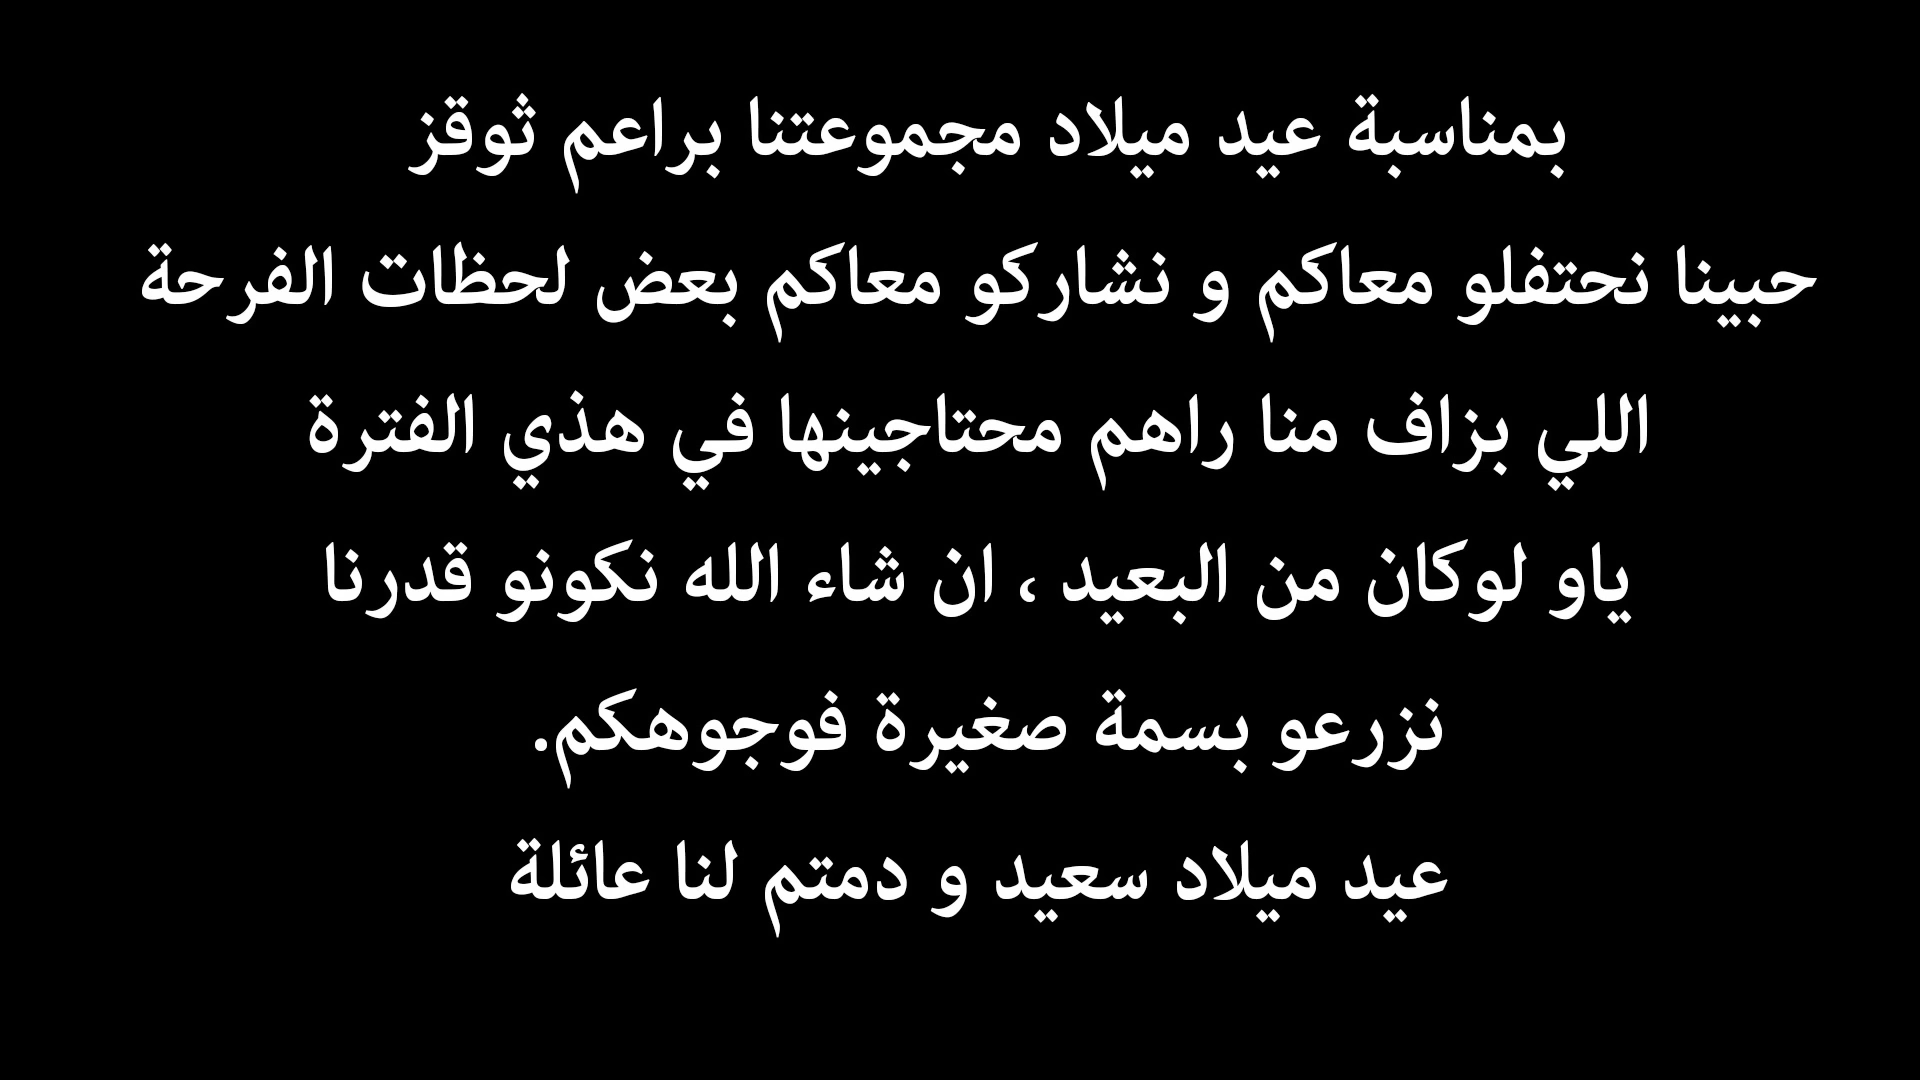 بمناسبة عيد ميلاد مجموعتنا براعم ثوقز
حبينا نحتفلو معاكم و نشاركو معاكم بعض لحظات الفرحة
اللي بزاف منا راهم محتاجينها في هذي الفترة
ياو لوكان من البعيد ، ان شاء الله نكونو قدرنا
نزرعو بسمة صغيرة فوجوهكم.
عيد ميلاد سعيد و دمتم لنا عائلة